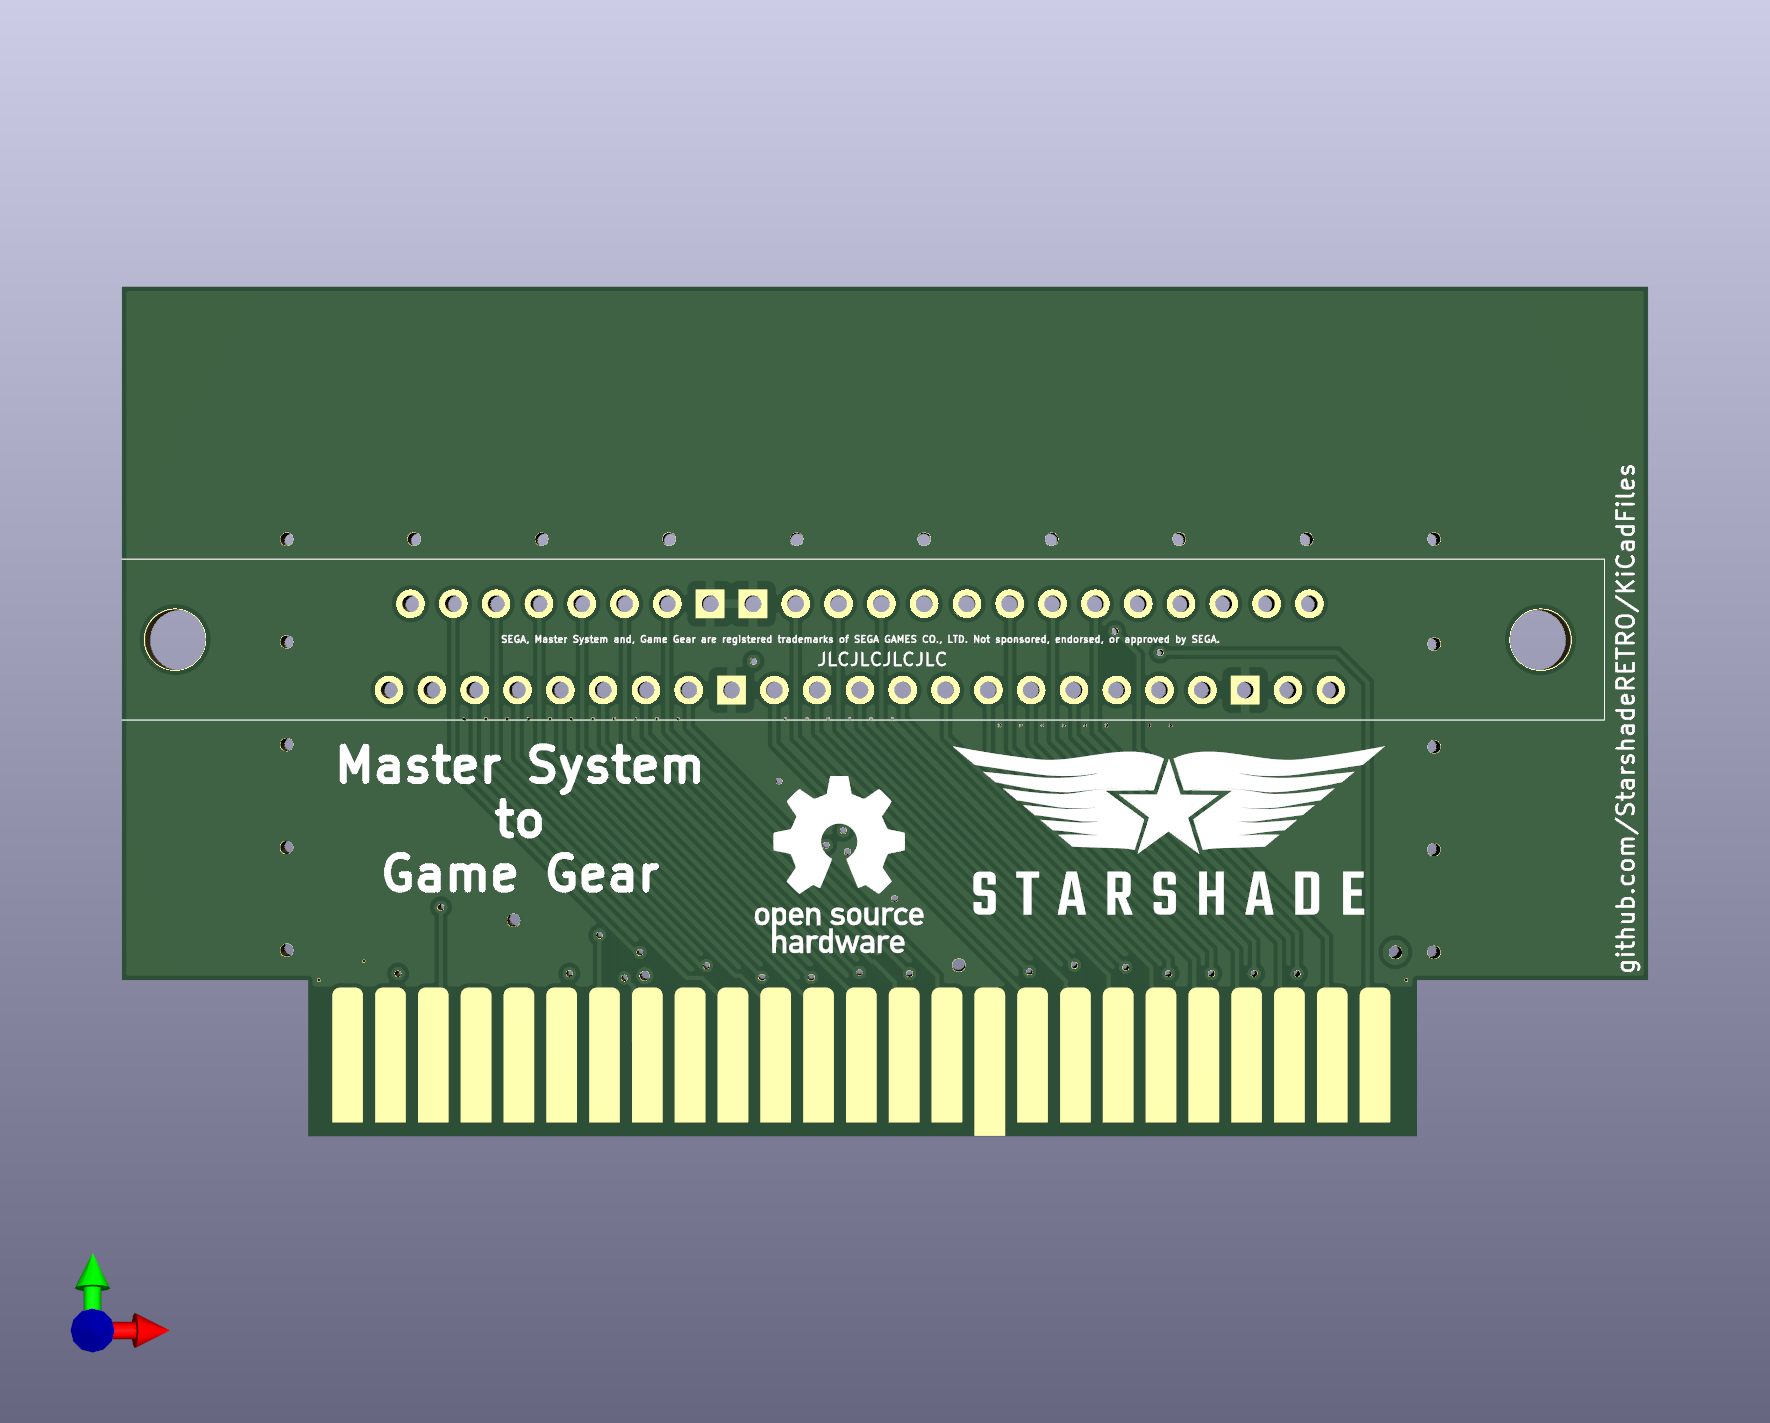 SEGA, Master System and, Game Gear are registered trademarks of SEGA GAMES CO., LTD. Not sponsored, endorsed, or approved by SEGA.
JLCJLCJLCJLC
Master System
to
Game Gear
open source
hardware
STARSHADE
github.com/StarshadeRETRO/KiCadFiles